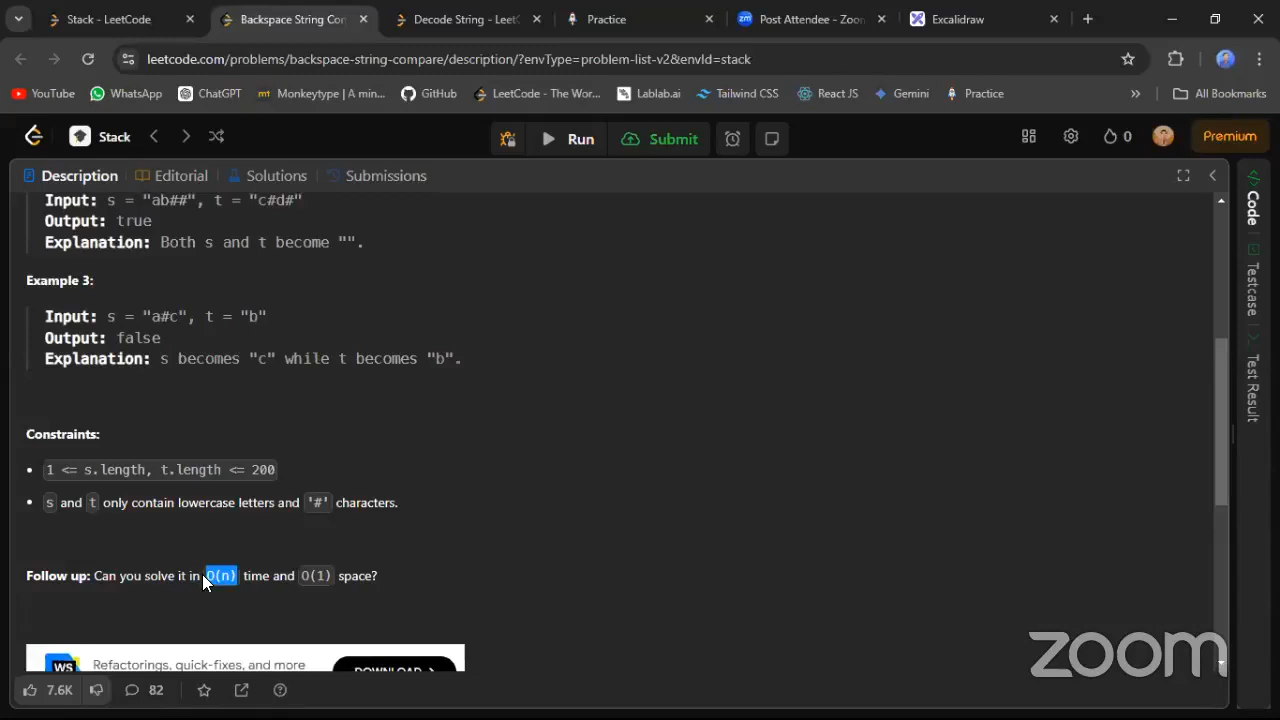 Stack - LeetCode
Backspace String Con
Decode String - LeetC
Practice
Post Attendee - Zoon
Excalidraw
leetcode.com/problems/backspace-string-compare/description/?envType=problem-list-v2&envId=stack
YouTube
WhatsApp
ChatGPT
mt Monkeytype | A min...
GitHub
LeetCode - The Wor...
Lablab.ai
Tailwind CSS
React JS
Gemini
Practice
All Bookmarks
Stack
Run
Submit
0
Premium
Description
Editorial
Solutions
Submissions
Input: s = "ab##", t = "c#d#"
Output: true
Explanation: Both s and t become "".
Example 3:
Input: s = "a#c", t = "b"
Output: false
Explanation: s becomes "c" while t becomes "b".
Constraints:
1 <= s.length, t.length <= 200
s and t only contain lowercase letters and '#' characters.
Follow up: Can you solve it in O(n) time and O(1) space?
WS
Refactorings, quick-fixes, and more
DOWNLOAD
7.6K
82
Code
Testcase
Test Result
zoom